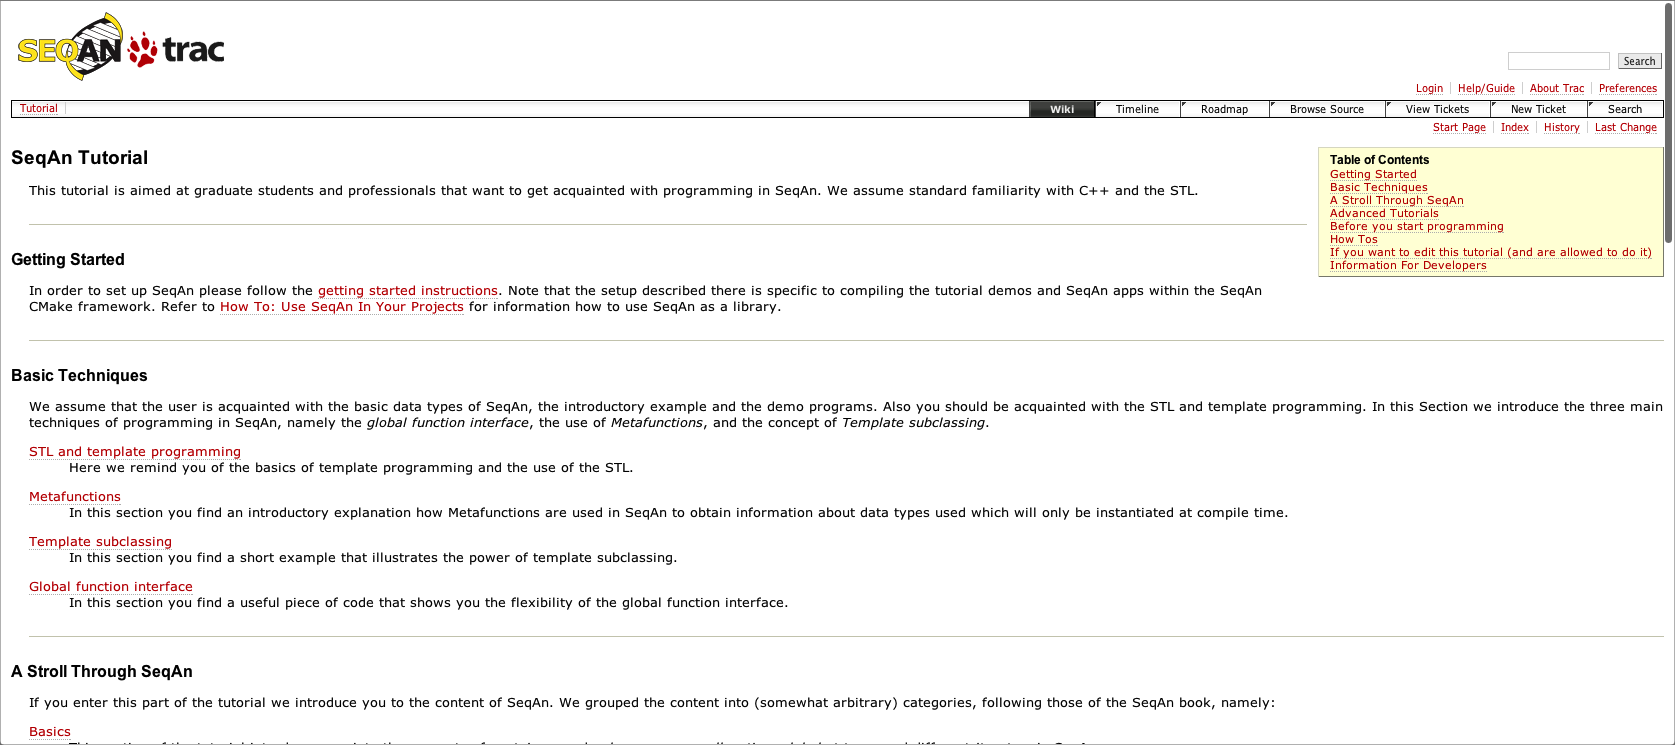 SEQAN trac
Search
Login Help/Guide About Trac Preferences
Tutorial
Wiki Timeline Roadmap Browse Source View Tickets New Ticket Search
Start Page Index History Last Change
SeqAn Tutorial
This tutorial is aimed at graduate students and professionals that want to get acquainted with programming in SeqAn. We assume standard familiarity with C++ and the STL.
Table of Contents
Getting Started
Basic Techniques
A Stroll Through SeqAn
Advanced Tutorials
Before you start programming
How Tos
If you want to edit this tutorial (and are allowed to do it)
Information For Developers
Getting Started
In order to set up SeqAn please follow the getting started instructions. Note that the setup described there is specific to compiling the tutorial demos and SeqAn apps within the SeqAn
CMake framework. Refer to How To: Use SeqAn In Your Projects for information how to use SeqAn as a library.
Basic Techniques
We assume that the user is acquainted with the basic data types of SeqAn, the introductory example and the demo programs. Also you should be acquainted with the STL and template programming. In this Section we introduce the three main
techniques of programming in SeqAn, namely the global function interface, the use of Metafunctions, and the concept of Template subclassing.
STL and template programming
Here we remind you of the basics of template programming and the use of the STL.
Metafunctions
In this section you find an introductory explanation how Metafunctions are used in SeqAn to obtain information about data types used which will only be instantiated at compile time.
Template subclassing
In this section you find a short example that illustrates the power of template subclassing.
Global function interface
In this section you find a useful piece of code that shows you the flexibility of the global function interface.
A Stroll Through SeqAn
If you enter this part of the tutorial we introduce you to the content of SeqAn. We grouped the content into (somewhat arbitrary) categories, following those of the SeqAn book, namely:
Basics